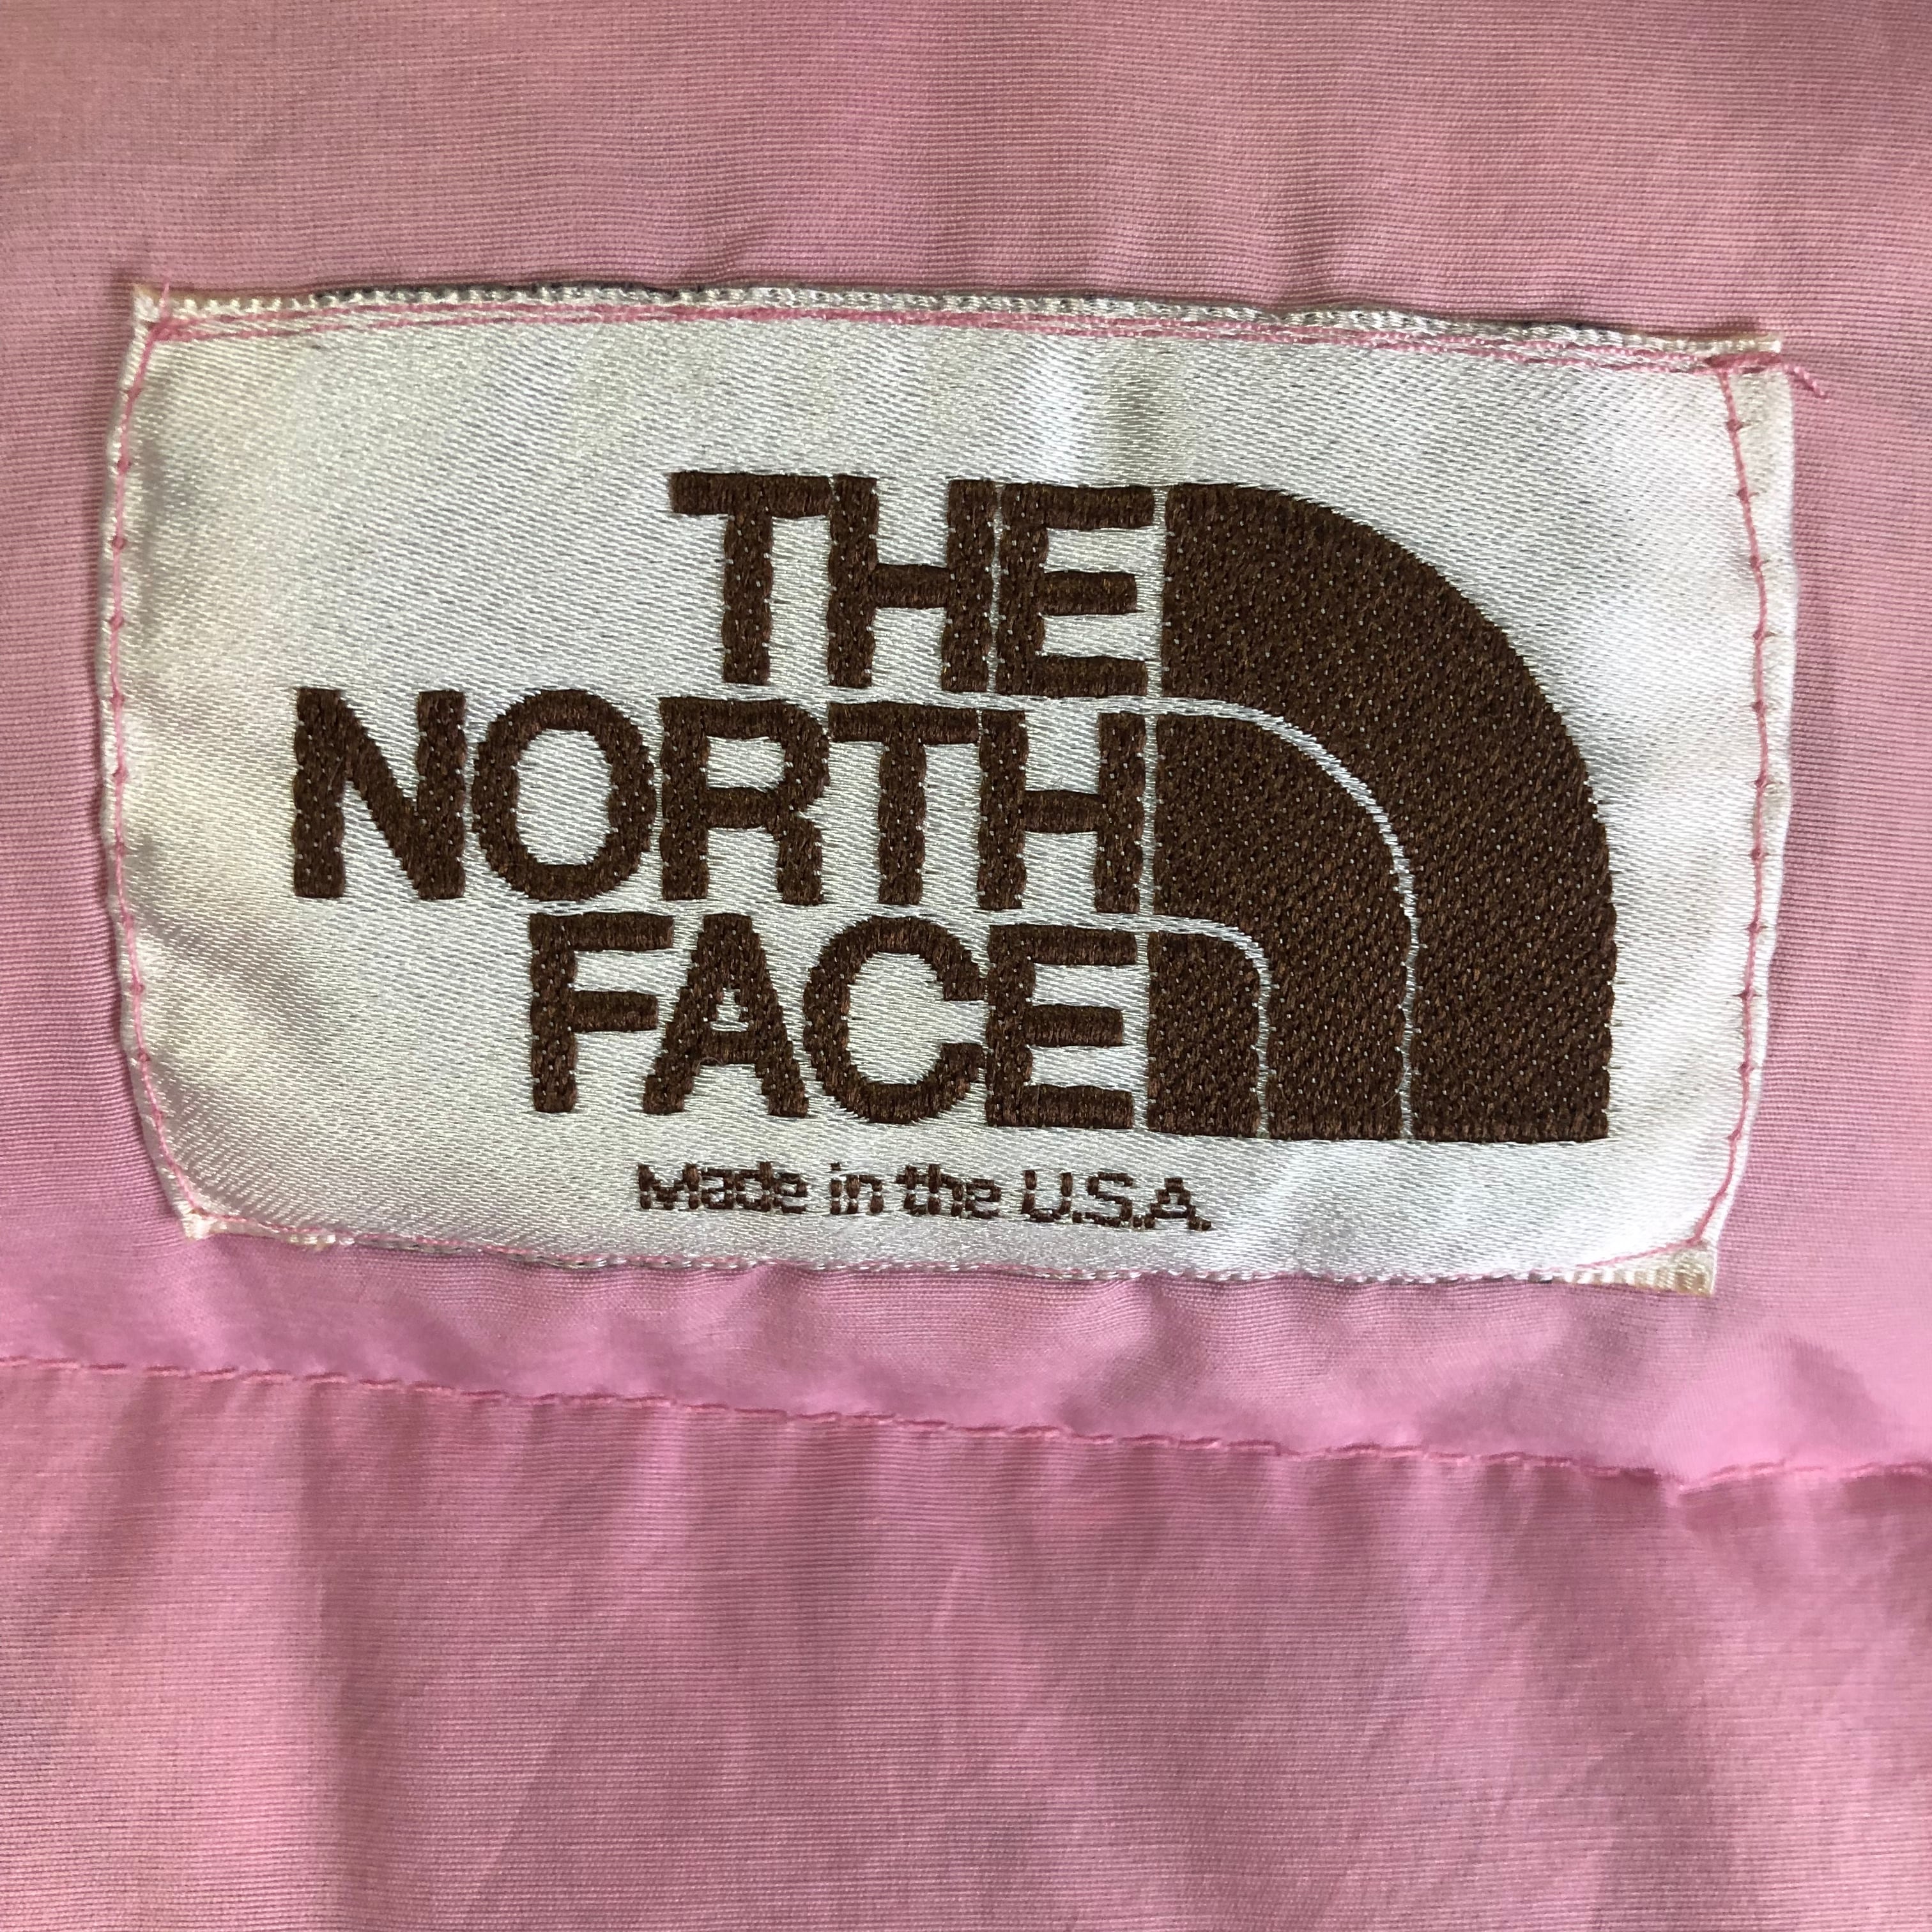 THE
NORTH
FACE
Made in the U.S.A.